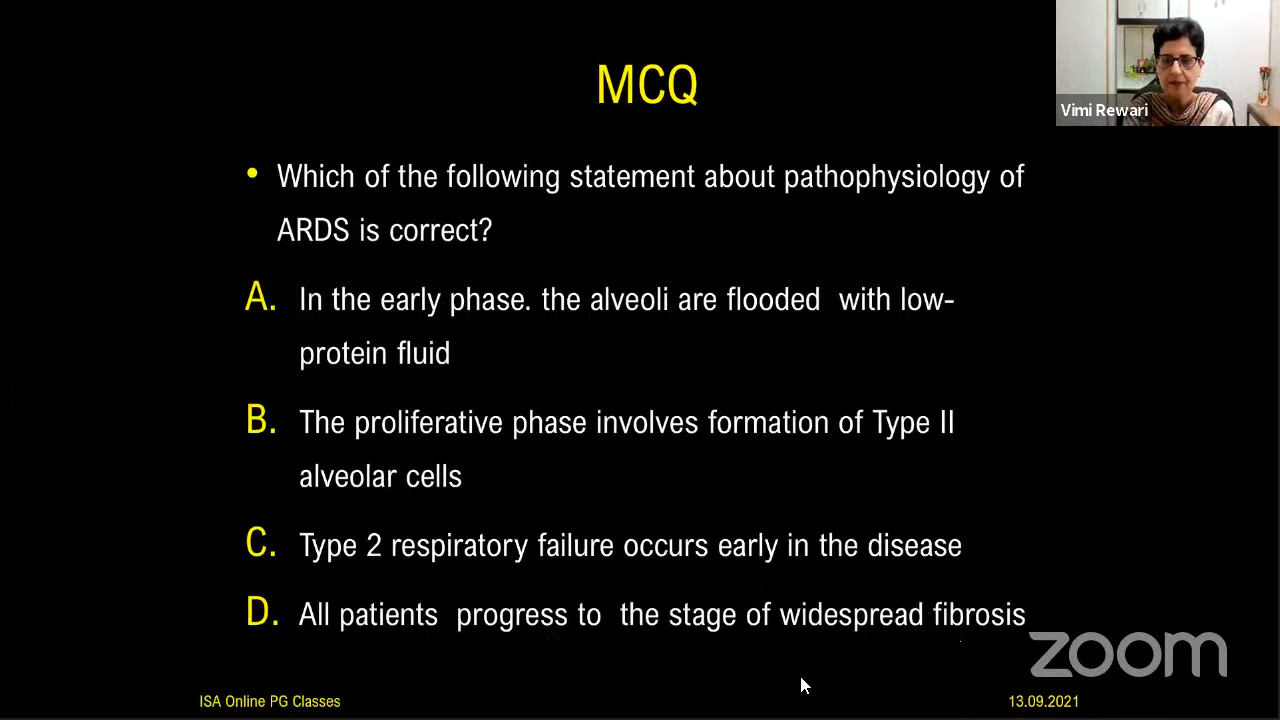 MCQ
Vimi Rewari
• Which of the following statement about pathophysiology of
ARDS is correct?
A. In the early phase. the alveoli are flooded with low-
protein fluid
B. The proliferative phase involves formation of Type II
alveolar cells
C. Type 2 respiratory failure occurs early in the disease
D. All patients progress to the stage of widespread fibrosis
zoom
ISA Online PG Classes
13.09.2021